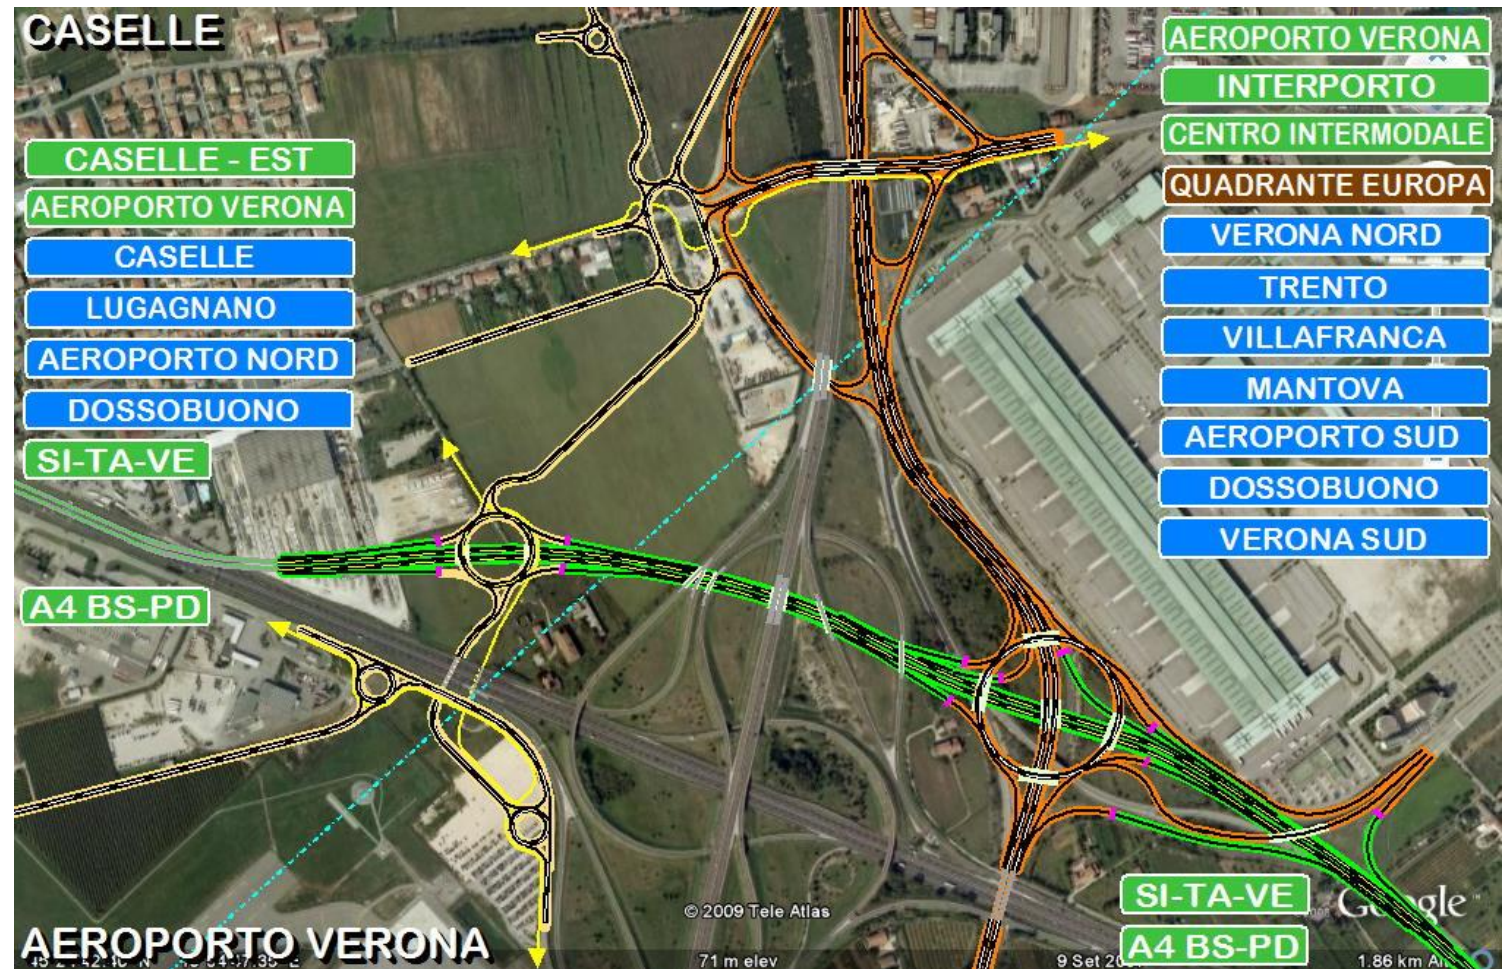 CASELLE
CASELLE - EST
AEROPORTO VERONA
CASELLE
LUGAGNANO
AEROPORTO NORD
DOSSOBUONO
SI-TA-VE
A4 BS-PD
AEROPORTO VERONA
INTERPORTO
CENTRO INTERMODALE
QUADRANTE EUROPA
VERONA NORD
TRENTO
VILLAFRANCA
MANTOVA
AEROPORTO SUD
DOSSOBUONO
VERONA SUD
SI-TA-VE
A4 BS-PD
Google
© 2009 Tele Atlas
AEROPORTO VERONA
71 m elev
9 Set
1.86 km